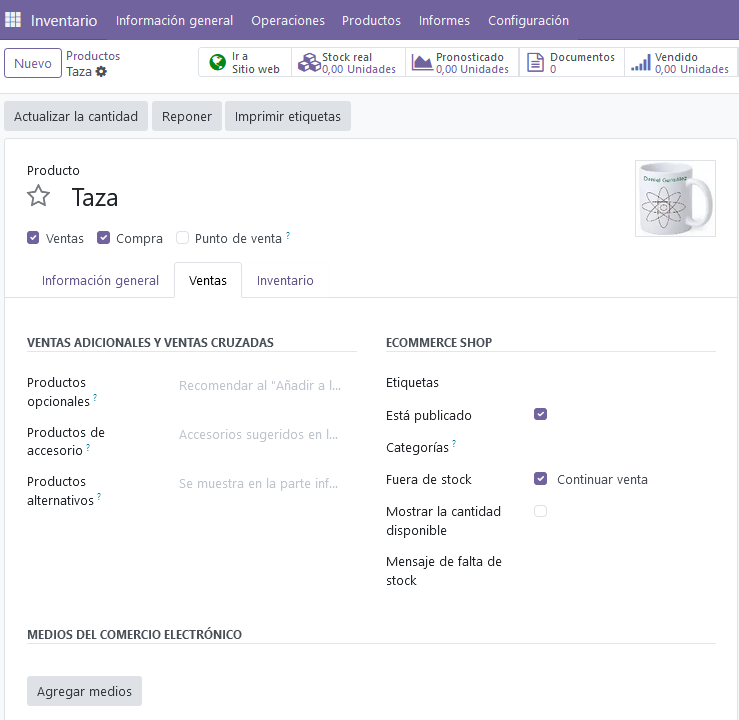 Inventario Información general Operaciones Productos Informes Configuración
Nuevo
Productos
Taza
Ir a
Sitio web
Stock real
0,00 Unidades
Pronosticado
0,00 Unidades
Documentos
0
Vendido
0,00 Unidades
Actualizar la cantidad Reponer Imprimir etiquetas
Producto
Taza
Daniel González
Ventas Compra Punto de venta ?
Información general Ventas Inventario
VENTAS ADICIONALES Y VENTAS CRUZADAS
Productos
opcionales ?
Recomendar al "Añadir a l...
Productos de
accesorio ?
Accesorios sugeridos en l...
Productos
alternativos ?
Se muestra en la parte inf...
ECOMMERCE SHOP
Etiquetas
Está publicado
Categorías ?
Fuera de stock Continuar venta
Mostrar la cantidad
disponible
Mensaje de falta de
stock
MEDIOS DEL COMERCIO ELECTRÓNICO
Agregar medios